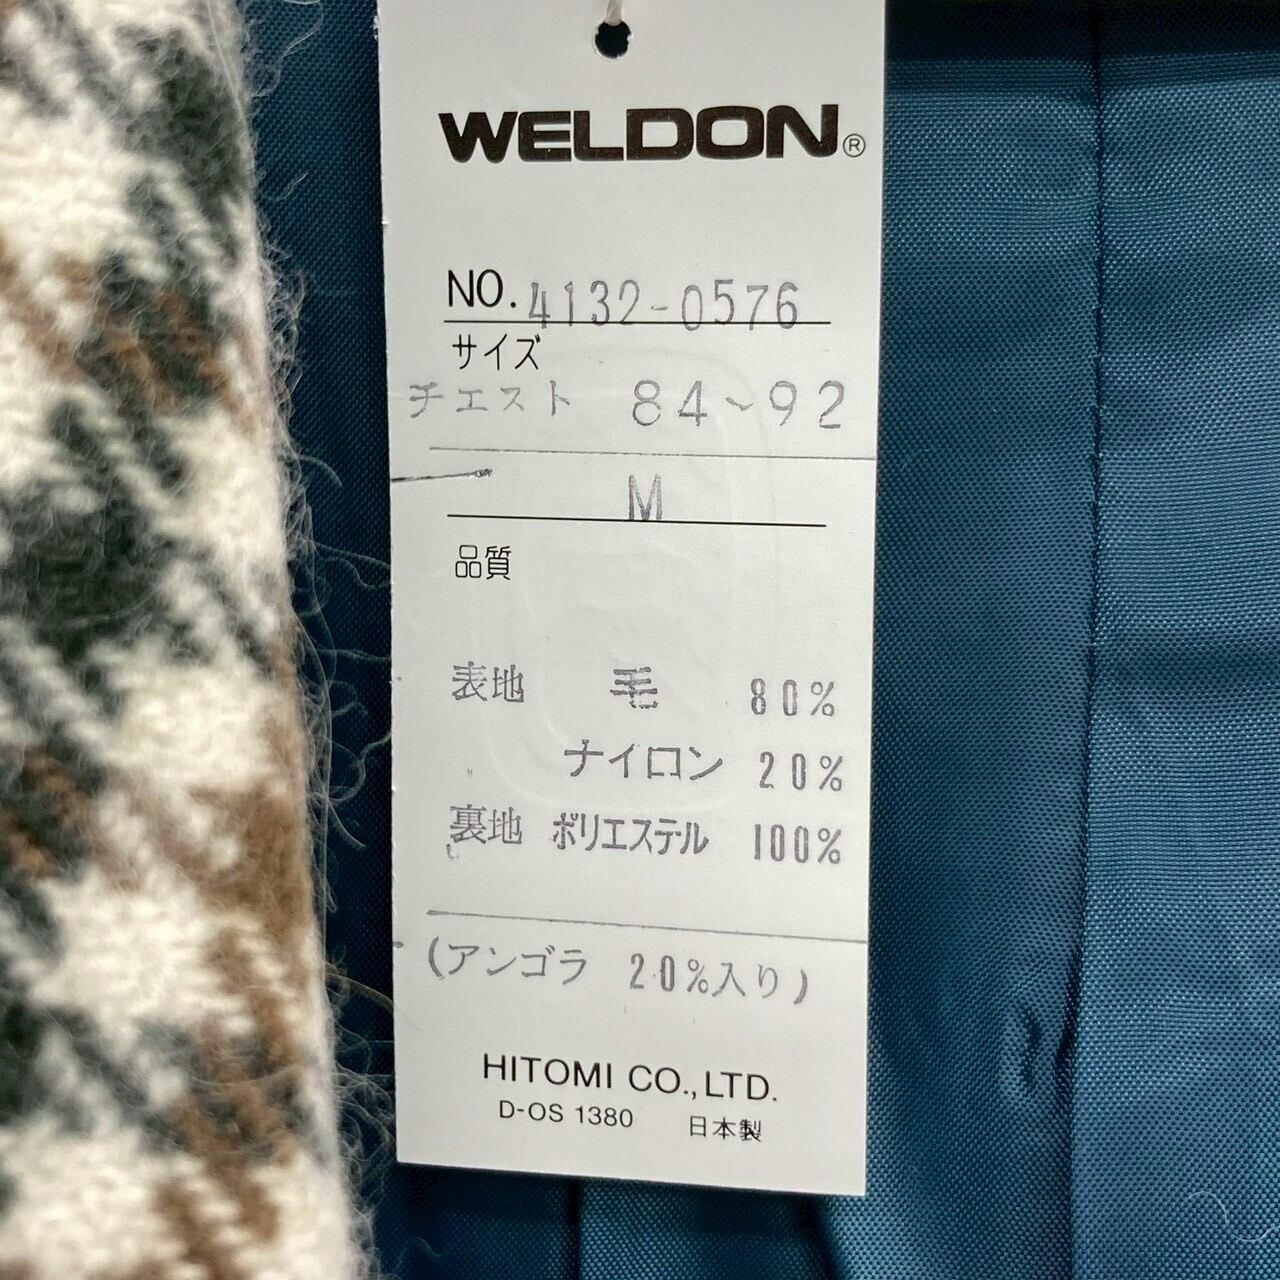 WELDON®
NO. 4132-0576
サイズ
チェスト 84~92
M
品質
表地 毛 80%
ナイロン 20%
裏地 ポリエステル 100%
(アンゴラ 20%入り)
HITOMI CO., LTD.
D-OS 1380 日本製